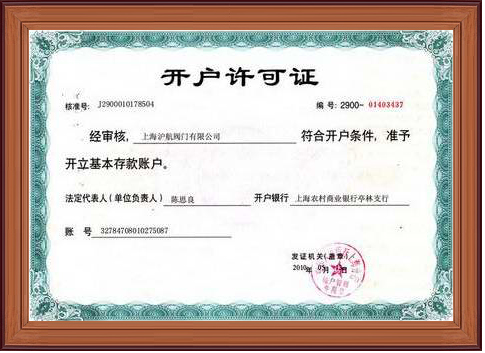 开户许可证
核准号: J2900010178504 编号: 2900-01403437
经审核, 上海沪航阀门有限公司 符合开户条件, 准予
开立基本存款账户。
法定代表人(单位负责人) 陈恩良 开户银行 上海农村商业银行亭林支行
账号 32784708010275087
发证机关(盖章)
2010年 05月 日